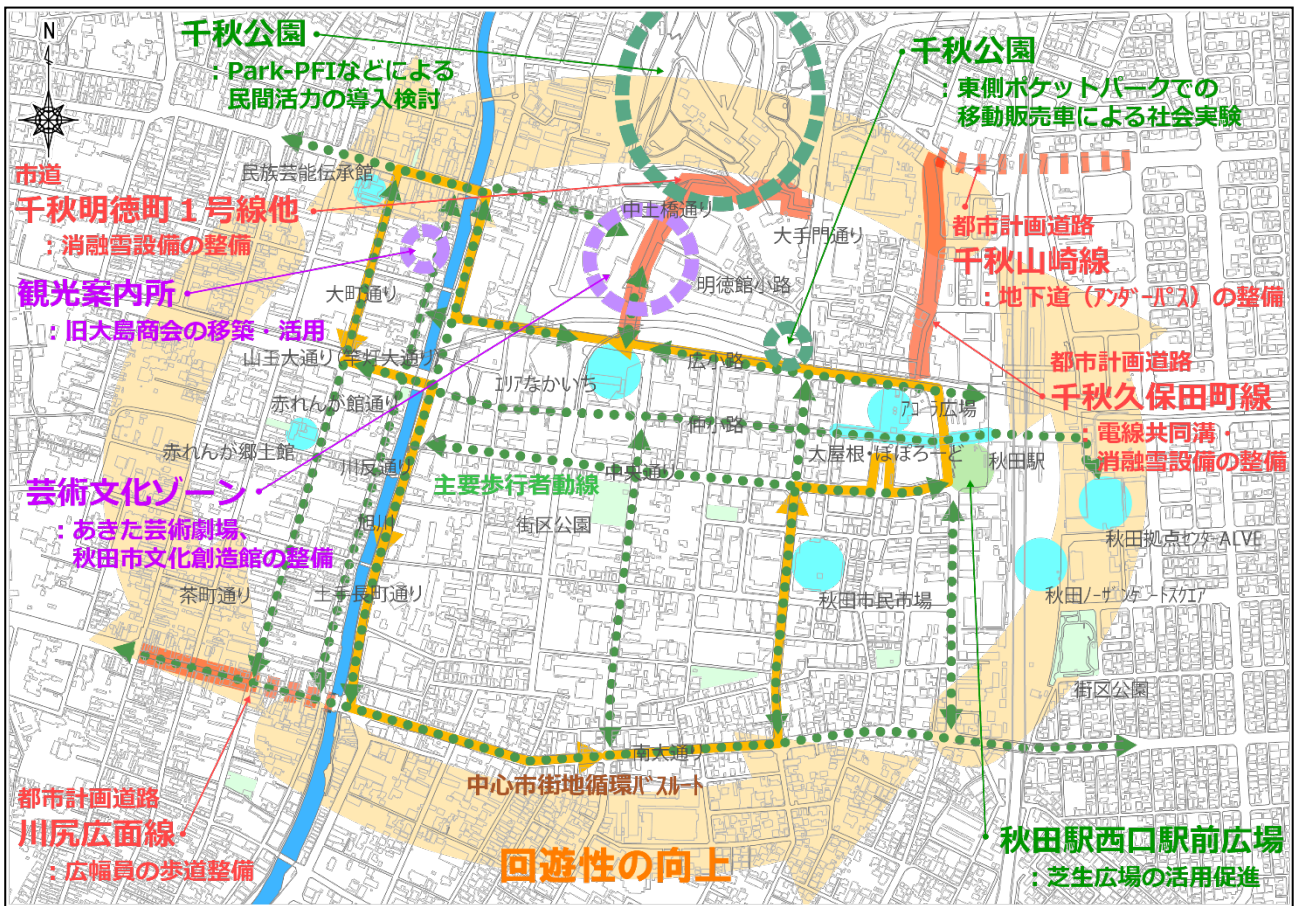 N
千秋公園
：Park-PFIなどによる
民間活力の導入検討
千秋公園
：東側ポケットパークでの
移動販売車による社会実験
市道
千秋明徳町１号線他
：消融雪設備の整備
民族芸能伝承館
中土橋通り
大手門通り
明徳館小路
都市計画道路
千秋山崎線
：地下道（アンダーパス）の整備
観光案内所
：旧大島商会の移築・活用
大町通り
山王大通り（竿灯大通り）
エリアなかいち
広小路
都市計画道路
千秋久保田町線
：電線共同溝・
消融雪設備の整備
赤れんが館通り
アゴラ広場
仲小路
赤れんが郷土館
川反通り
中央通り
大屋根・ぽぽろーど
秋田駅
芸術文化ゾーン
：あきた芸術劇場、
秋田市文化創造館の整備
主要歩行者動線
旭川
街区公園
秋田拠点センターALVE
茶町通り
土手長町通り
秋田市民市場
秋田ノーザンゲートスクエア
街区公園
南大通り
中心市街地循環バスルート
都市計画道路
川尻広面線
：広幅員の歩道整備
回遊性の向上
秋田駅西口駅前広場
：芝生広場の活用促進